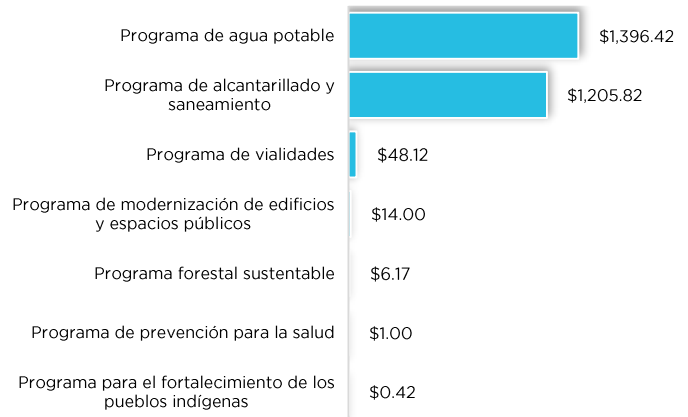 Programa de agua potable $1,396.42
Programa de alcantarillado y
saneamiento $1,205.82
Programa de vialidades $48.12
Programa de modernización de edificios
y espacios públicos $14.00
Programa forestal sustentable $6.17
Programa de prevención para la salud $1.00
Programa para el fortalecimiento de los
pueblos indígenas $0.42